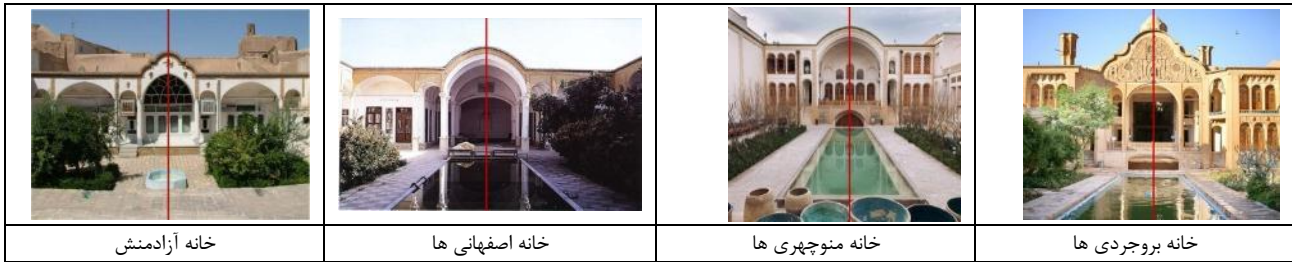 خانه بروجردی ها
خانه منوچهری ها
خانه اصفهانی ها
خانه آزادمنش